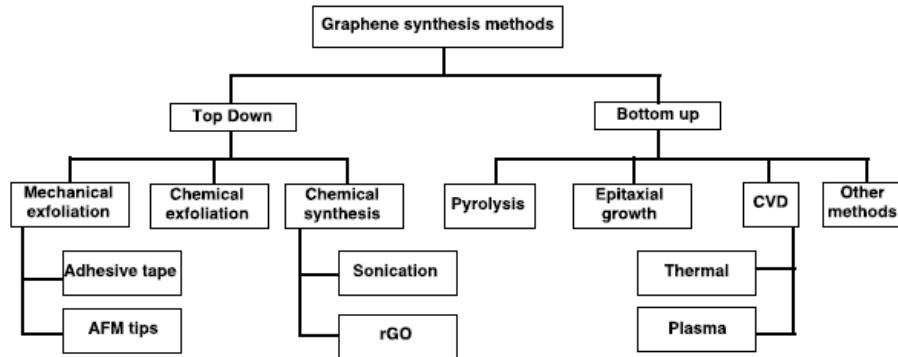 Graphene synthesis methods
Top Down
Bottom up
Mechanical
exfoliation
Chemical
exfoliation
Chemical
synthesis
Pyrolysis
Epitaxial
growth
CVD
Other
methods
Adhesive tape
Sonication
Thermal
AFM tips
rGO
Plasma